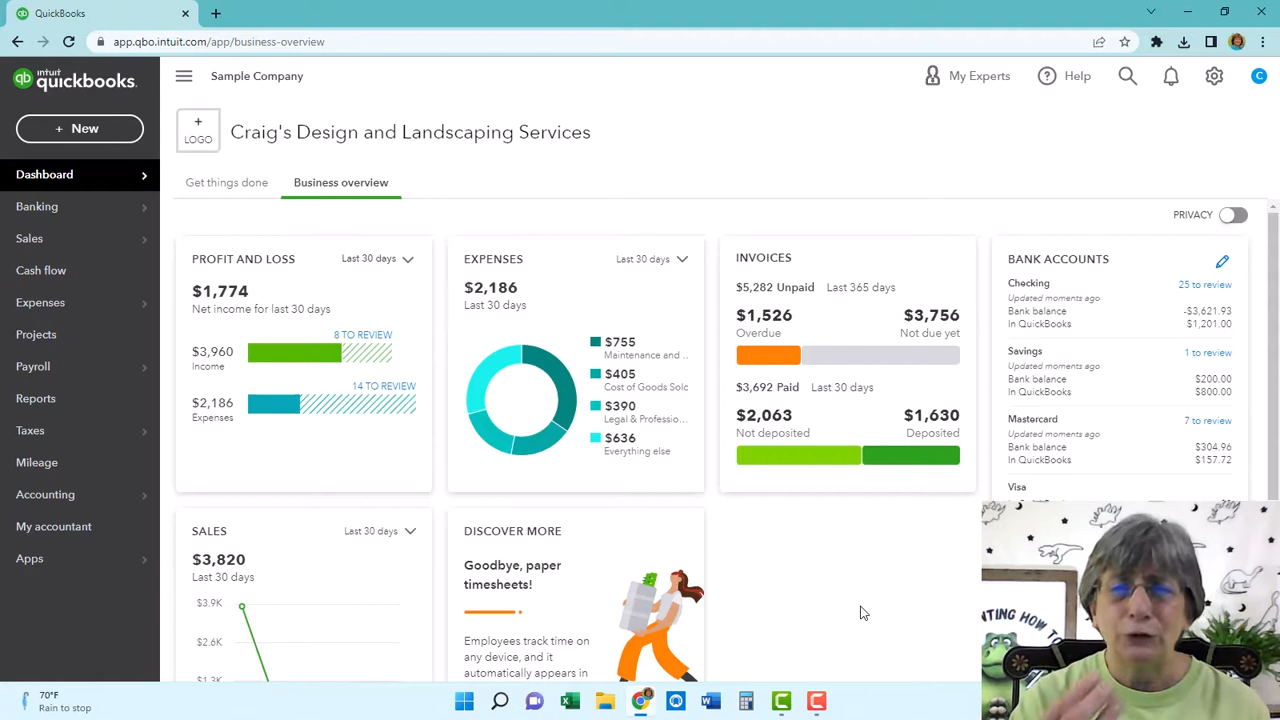 QuickBooks
app.qbo.intuit.com/app/business-overview
intuit
quickbooks.
Sample Company
My Experts
Help
C
+ New
+
LOGO
Craig's Design and Landscaping Services
Dashboard
Banking
Sales
Cash flow
Expenses
Projects
Payroll
Reports
Taxes
Mileage
Accounting
My accountant
Apps
Get things done
Business overview
PRIVACY
PROFIT AND LOSS
Last 30 days
$1,774
Net income for last 30 days
8 TO REVIEW
$3,960
Income
14 TO REVIEW
$2,186
Expenses
EXPENSES
Last 30 days
$2,186
Last 30 days
$755
Maintenance and ..
$405
Cost of Goods Solc
$390
Legal & Professio...
$636
Everything else
INVOICES
$5,282 Unpaid Last 365 days
$1,526 $3,756
Overdue Not due yet
$3,692 Paid Last 30 days
$2,063 $1,630
Not deposited Deposited
BANK ACCOUNTS
Checking 25 to review
Updated moments ago
Bank balance -$3,621.93
In QuickBooks $1,201.00
Savings 1 to review
Updated moments ago
Bank balance $200.00
In QuickBooks $800.00
Mastercard 7 to review
Updated moments ago
Bank balance $304.96
In QuickBooks $157.72
Visa
SALES
Last 30 days
$3,820
Last 30 days
$3.9K
$2.6K
$1.3K
DISCOVER MORE
Goodbye, paper
timesheets!
Employees track time on
any device, and it
automatically appears in
NTING HOW TO
70°F
Rain to stop